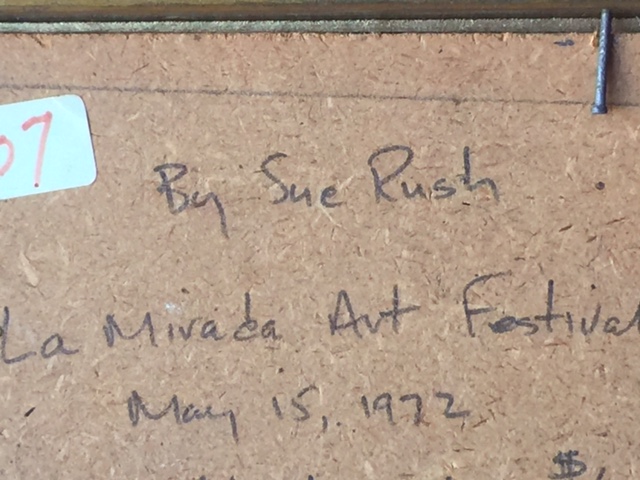 07
By Sue Rush
La Mirada Art Festival
May 15, 1972
$